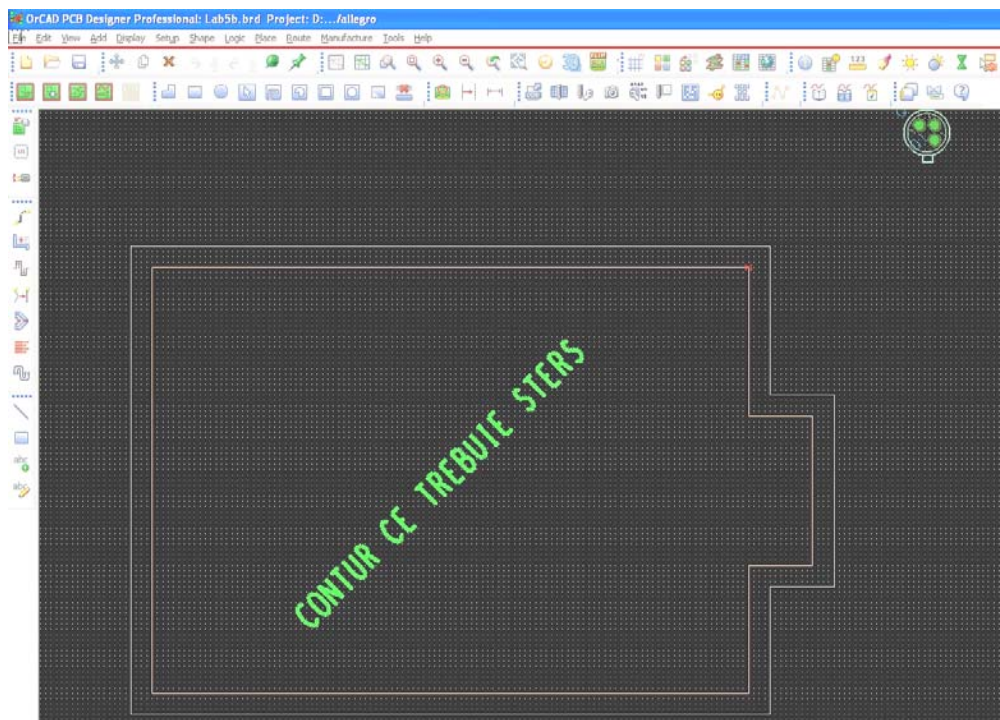 OrCAD PCB Designer Professional: Lab5b.brd Project: D:.../allegro
File Edit View Add Display Setup Shape Logic Place Route Manufacture Tools Help
CONTUR CE TREBUIE STERS